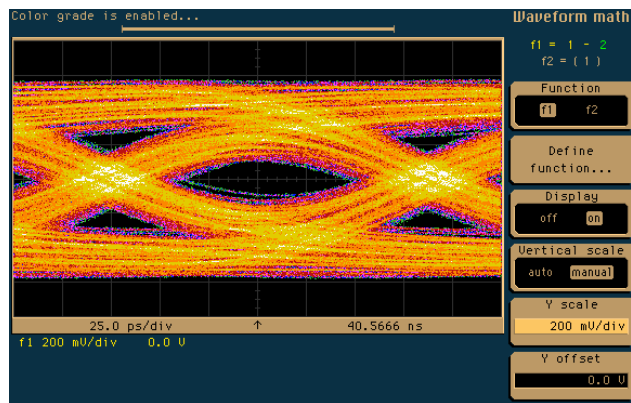 Color grade is enabled...
Waveform math
f1 = 1 - 2
f2 = ( 1 )
Function
f1 f2
Define
function...
Display
off on
Vertical scale
auto manual
Y scale
200 mV/div
Y offset
0.0 V
25.0 ps/div ↑ 40.5666 ns
f1 200 mV/div 0.0 V